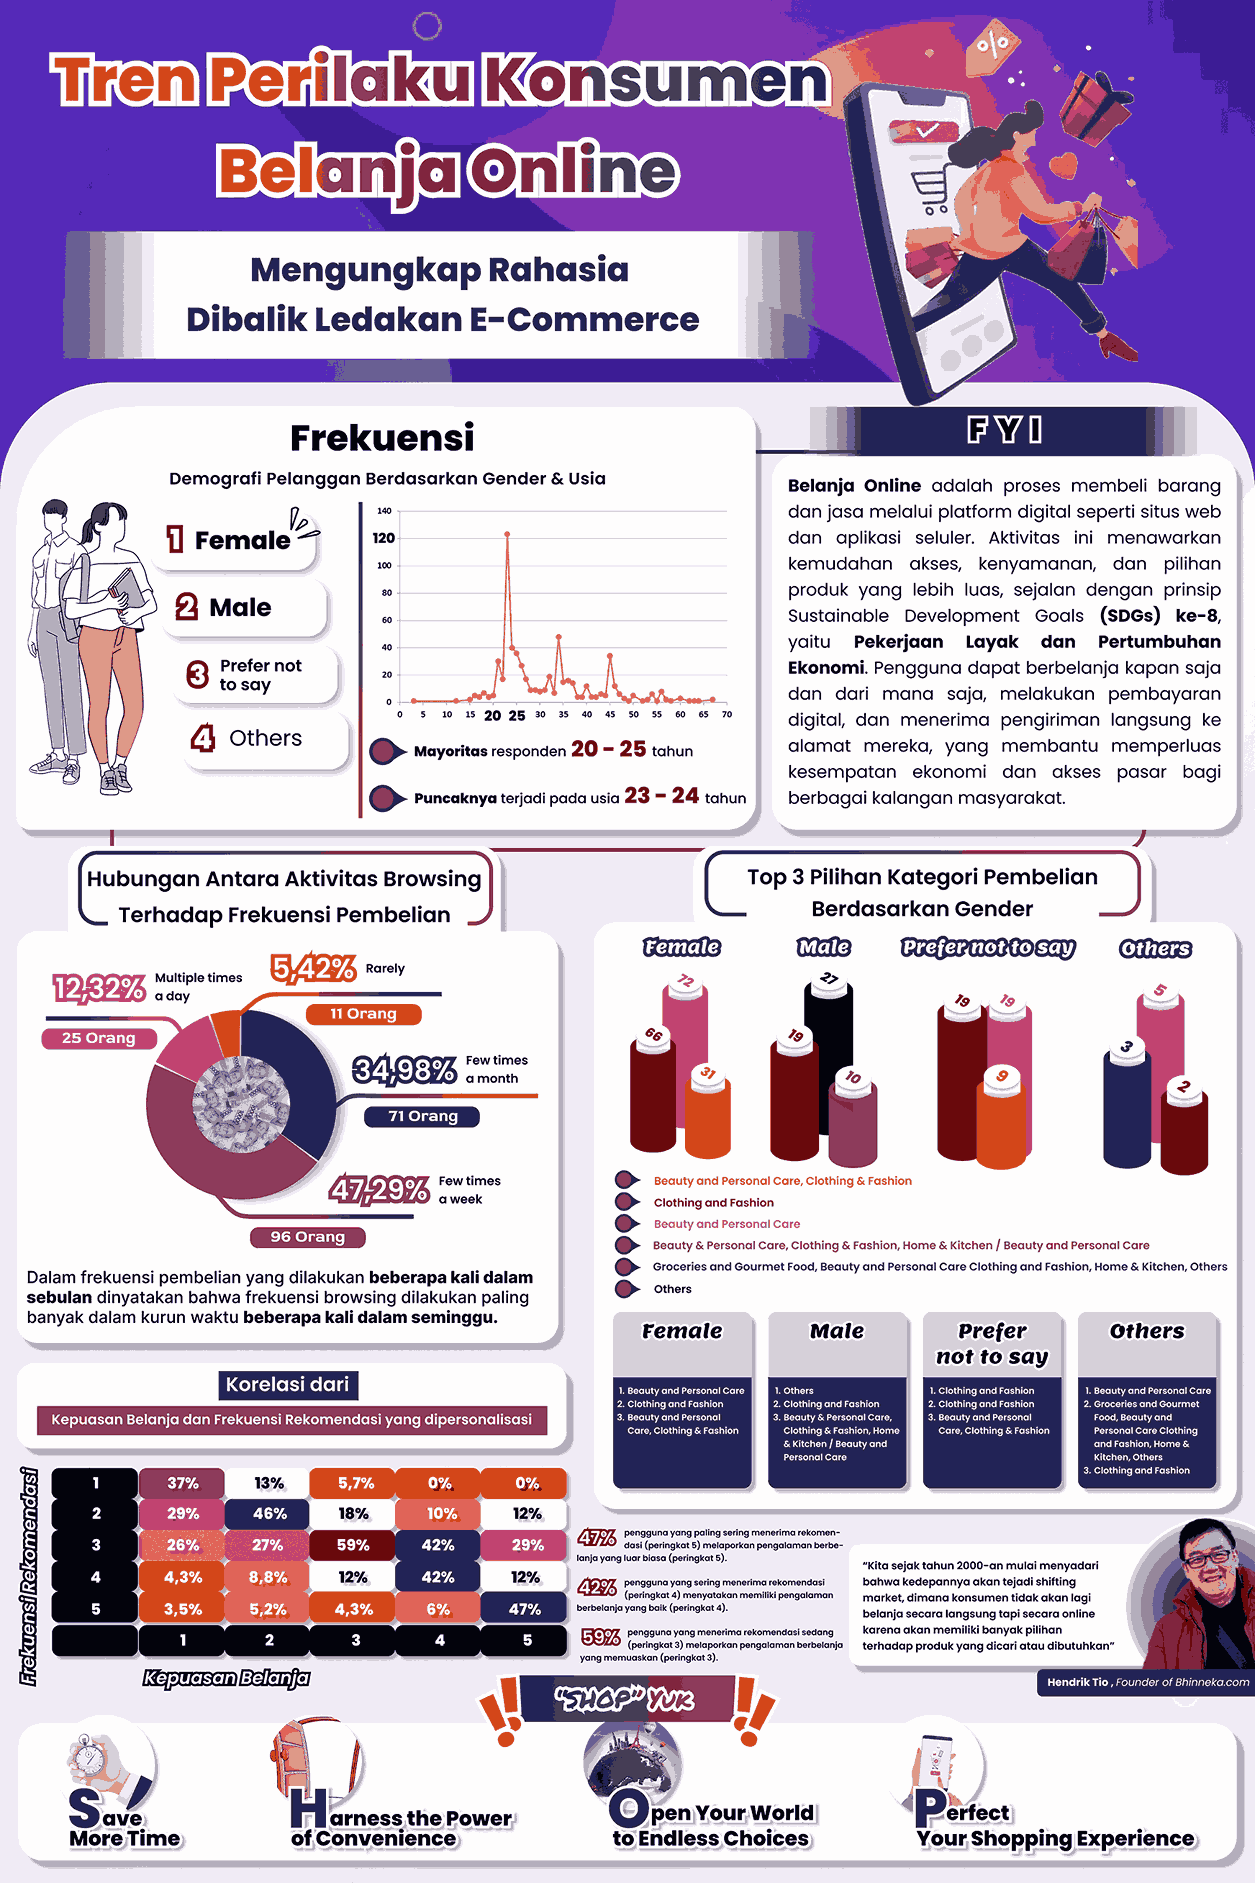 Tren Perilaku Konsumen
Belanja Online
Mengungkap Rahasia
Dibalik Ledakan E-Commerce
Frekuensi
Demografi Pelanggan Berdasarkan Gender & Usia
1 Female
2 Male
3 Prefer not
to say
4 Others
140
120
100
80
60
40
20
0
0 5 10 15 20 25 30 35 40 45 50 55 60 65 70
Mayoritas responden 20 - 25 tahun
Puncaknya terjadi pada usia 23 - 24 tahun
FYI
Belanja Online adalah proses membeli barang
dan jasa melalui platform digital seperti situs web
dan aplikasi seluler. Aktivitas ini menawarkan
kemudahan akses, kenyamanan, dan pilihan
produk yang lebih luas, sejalan dengan prinsip
Sustainable Development Goals (SDGs) ke-8,
yaitu Pekerjaan Layak dan Pertumbuhan
Ekonomi. Pengguna dapat berbelanja kapan saja
dan dari mana saja, melakukan pembayaran
digital, dan menerima pengiriman langsung ke
alamat mereka, yang membantu memperluas
kesempatan ekonomi dan akses pasar bagi
berbagai kalangan masyarakat.
Hubungan Antara Aktivitas Browsing
Terhadap Frekuensi Pembelian
12,32% Multiple times
a day
25 Orang
5,42% Rarely
11 Orang
34,98% Few times
a month
71 Orang
47,29% Few times
a week
96 Orang
Dalam frekuensi pembelian yang dilakukan beberapa kali dalam
sebulan dinyatakan bahwa frekuensi browsing dilakukan paling
banyak dalam kurun waktu beberapa kali dalam seminggu.
Top 3 Pilihan Kategori Pembelian
Berdasarkan Gender
Female Male Prefer not to say Others
66 72 31
19 27 10
19 19 9
3 5 2
Beauty and Personal Care, Clothing & Fashion
Clothing and Fashion
Beauty and Personal Care
Beauty & Personal Care, Clothing & Fashion, Home & Kitchen / Beauty and Personal Care
Groceries and Gourmet Food, Beauty and Personal Care Clothing and Fashion, Home & Kitchen, Others
Others
Female
1. Beauty and Personal Care
2. Clothing and Fashion
3. Beauty and Personal
Care, Clothing & Fashion
Male
1. Others
2. Clothing and Fashion
3. Beauty & Personal Care,
Clothing & Fashion, Home
& Kitchen / Beauty and
Personal Care
Prefer
not to say
1. Clothing and Fashion
2. Clothing and Fashion
3. Beauty and Personal
Care, Clothing & Fashion
Others
1. Beauty and Personal Care
2. Groceries and Gourmet
Food, Beauty and
Personal Care Clothing
and Fashion, Home &
Kitchen, Others
3. Clothing and Fashion
Korelasi dari
Kepuasan Belanja dan Frekuensi Rekomendasi yang dipersonalisasi
Frekuensi Rekomendasi
1 37% 13% 5,7% 0% 0%
2 29% 46% 18% 10% 12%
3 26% 27% 59% 42% 29%
4 4,3% 8,8% 12% 42% 12%
5 3,5% 5,2% 4,3% 6% 47%
1 2 3 4 5
Kepuasan Belanja
47% pengguna yang paling sering menerima rekomen-
dasi (peringkat 5) melaporkan pengalaman berbe-
lanja yang luar biasa (peringkat 5).
42% pengguna yang sering menerima rekomendasi
(peringkat 4) menyatakan memiliki pengalaman
berbelanja yang baik (peringkat 4).
59% pengguna yang menerima rekomendasi sedang
(peringkat 3) melaporkan pengalaman berbelanja
yang memuaskan (peringkat 3).
“Kita sejak tahun 2000-an mulai menyadari
bahwa kedepannya akan tejadi shifting
market, dimana konsumen tidak akan lagi
belanja secara langsung tapi secara online
karena akan memiliki banyak pilihan
terhadap produk yang dicari atau dibutuhkan”
Hendrik Tio , Founder of Bhinneka.com
“SHOP” YUK
Save
More Time
Harness the Power
of Convenience
Open Your World
to Endless Choices
Perfect
Your Shopping Experience